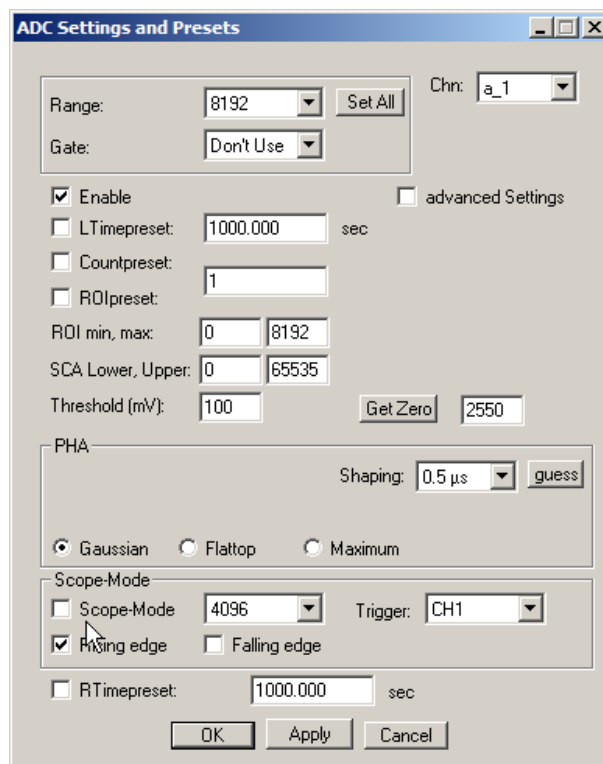 ADC Settings and Presets
Range: 8192 Set All Chn: a_1
Gate: Don't Use
Enable advanced Settings
LTimepreset: 1000.000 sec
Countpreset:
1
ROIpreset:
ROI min, max: 0 8192
SCA Lower, Upper: 0 65535
Threshold (mV): 100 Get Zero 2550
PHA
Shaping: 0.5 µs guess
Gaussian Flattop Maximum
Scope-Mode
Scope-Mode 4096 Trigger: CH1
Rising edge Falling edge
RTimepreset: 1000.000 sec
OK Apply Cancel